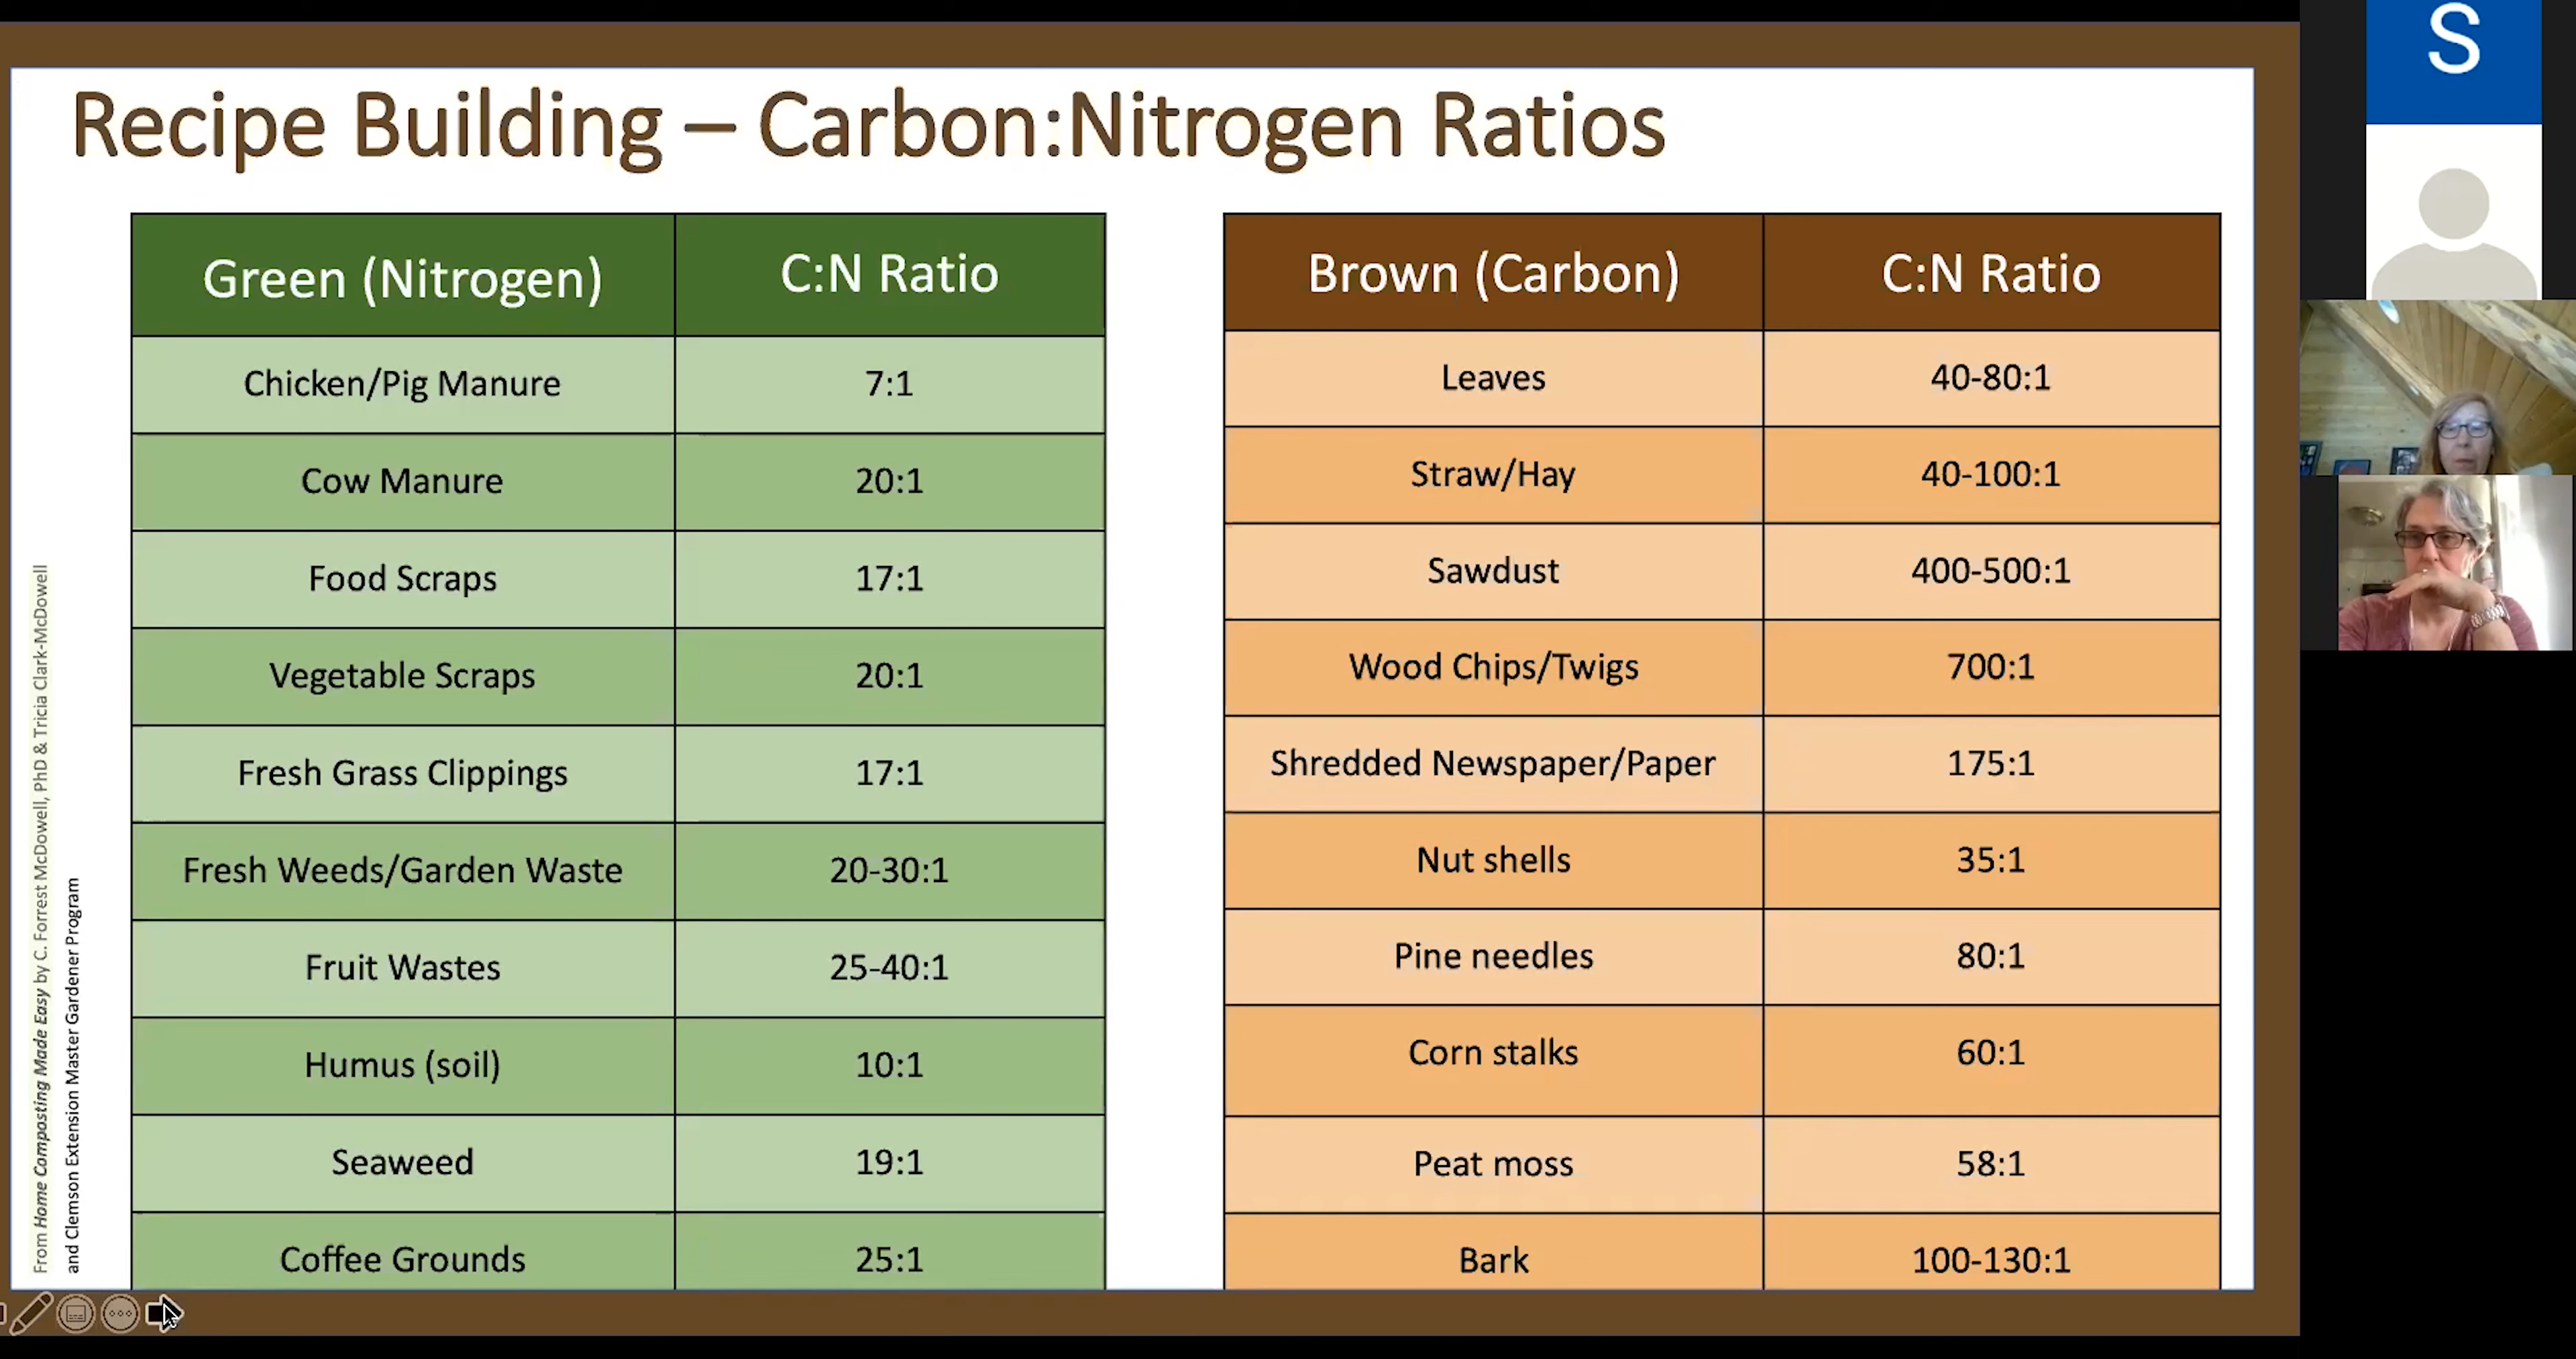 S
Recipe Building – Carbon:Nitrogen Ratios
Green (Nitrogen) C:N Ratio
Chicken/Pig Manure 7:1
Cow Manure 20:1
Food Scraps 17:1
Vegetable Scraps 20:1
Fresh Grass Clippings 17:1
Fresh Weeds/Garden Waste 20-30:1
Fruit Wastes 25-40:1
Humus (soil) 10:1
Seaweed 19:1
Coffee Grounds 25:1
Brown (Carbon) C:N Ratio
Leaves 40-80:1
Straw/Hay 40-100:1
Sawdust 400-500:1
Wood Chips/Twigs 700:1
Shredded Newspaper/Paper 175:1
Nut shells 35:1
Pine needles 80:1
Corn stalks 60:1
Peat moss 58:1
Bark 100-130:1
From Home Composting Made Easy by C. Forrest McDowell, PhD & Tricia Clark-McDowell
and Clemson Extension Master Gardener Program